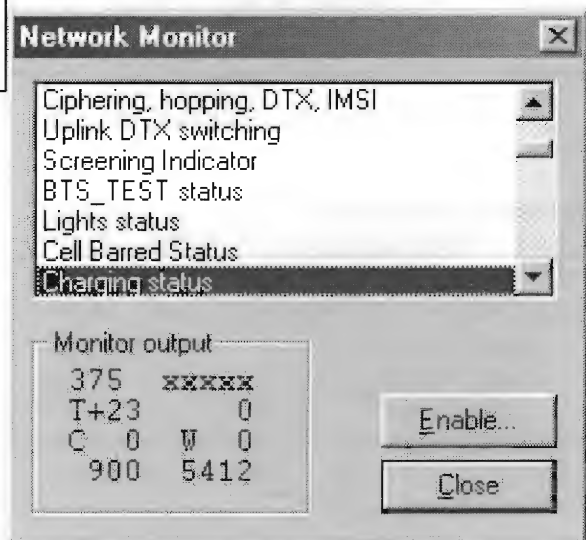 Network Monitor
Ciphering, hopping, DTX, IMSI
Uplink DTX switching
Screening Indicator
BTS_TEST status
Lights status
Cell Barred Status
Charging status
Monitor output
375 xxxxx
T+23 0
C 0 W 0
900 5412
Enable...
Close